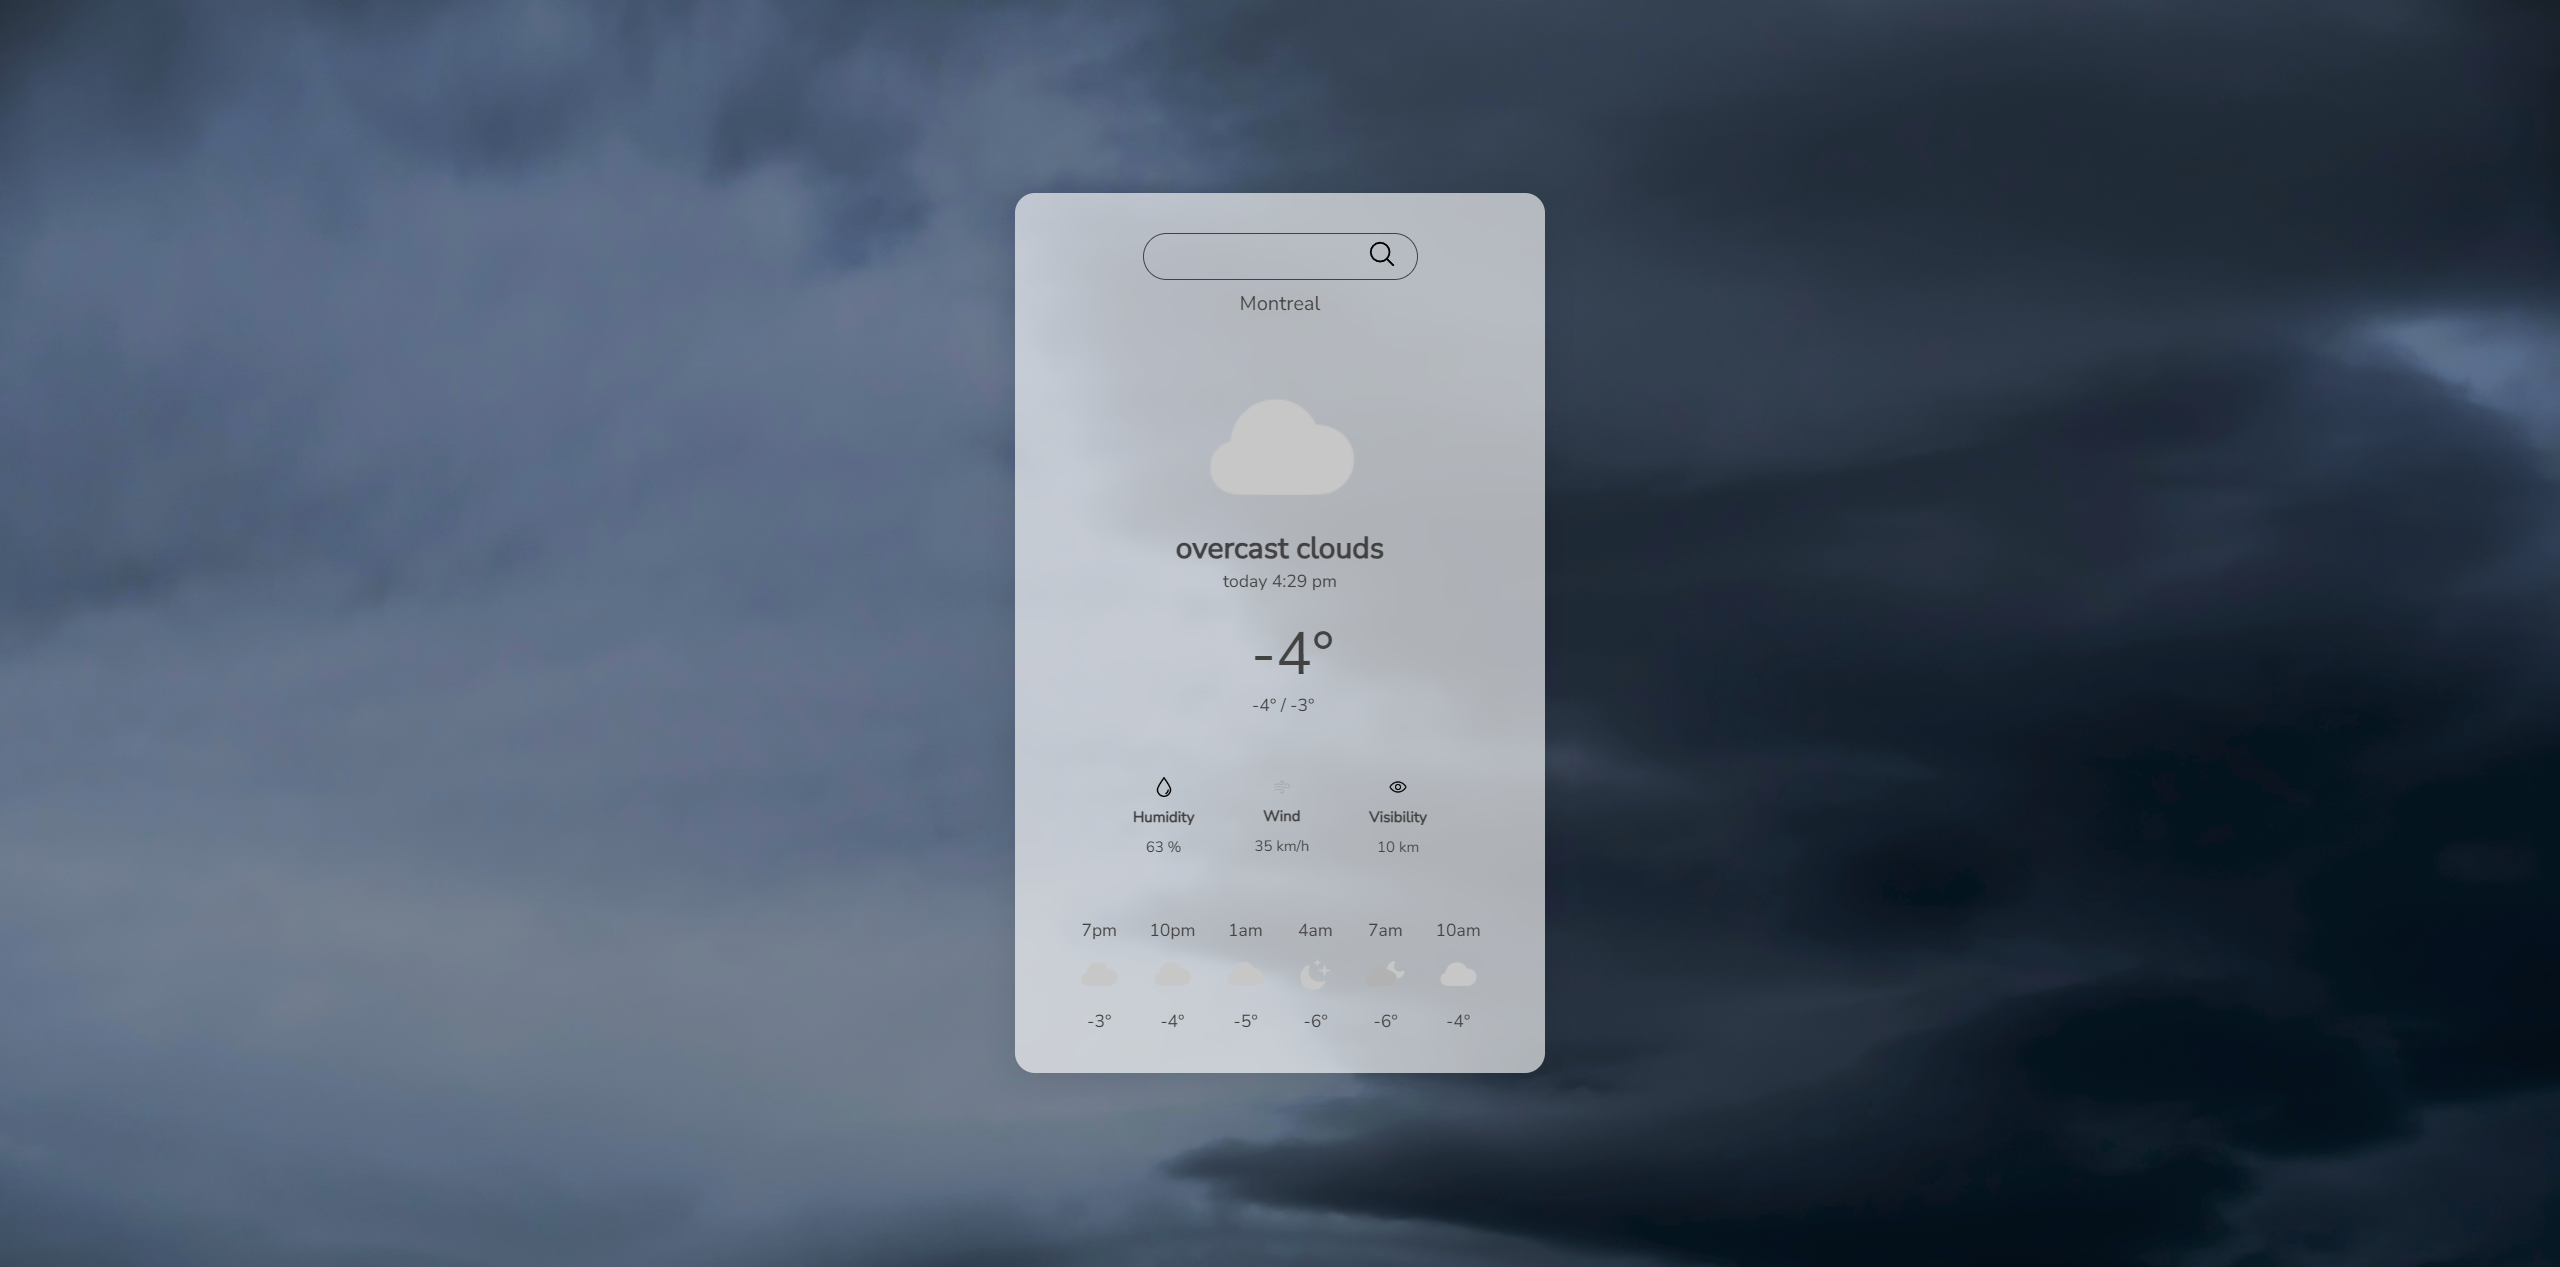 Montreal
overcast clouds
today 4:29 pm
-4°
-4° / -3°
Humidity Wind Visibility
63 % 35 km/h 10 km
7pm 10pm 1am 4am 7am 10am
-3° -4° -5° -6° -6° -4°